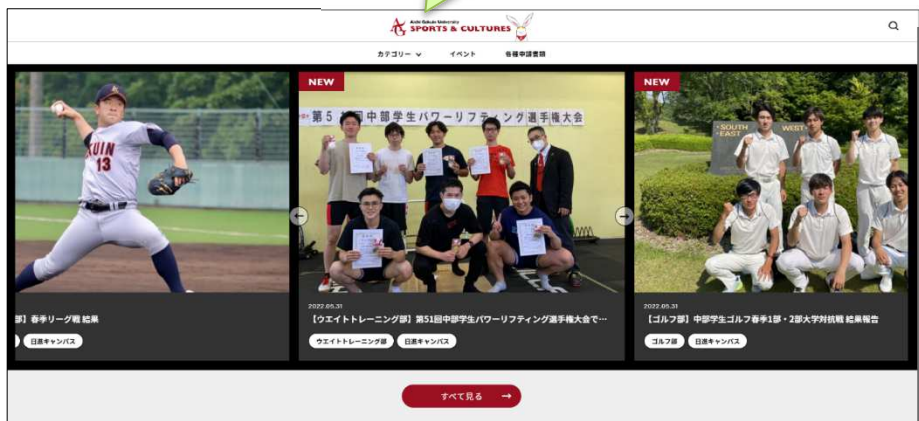 Aichi Gakuin University
SPORTS & CULTURES
カテゴリー
イベント
各種申請書類
NEW
NEW
第5
回中部学生パワーリフティング選手権大会
SOUTH WEST
EAST
KUIN
13
部】春季リーグ戦 結果
日進キャンパス
2022.05.31
【ウエイトトレーニング部】第51回中部学生パワーリフティング選手権大会で…
ウエイトトレーニング部
日進キャンパス
2022.05.31
【ゴルフ部】中部学生ゴルフ春季1部・2部大学対抗戦 結果報告
ゴルフ部
日進キャンパス
すべて見る →